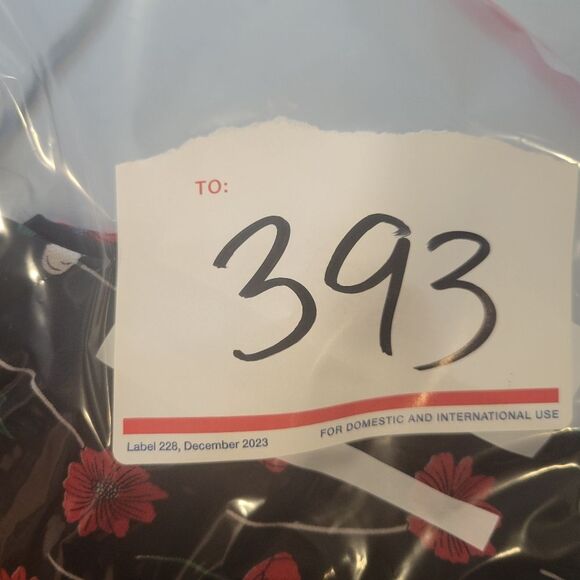 TO:
393
FOR DOMESTIC AND INTERNATIONAL USE
Label 228, December 2023